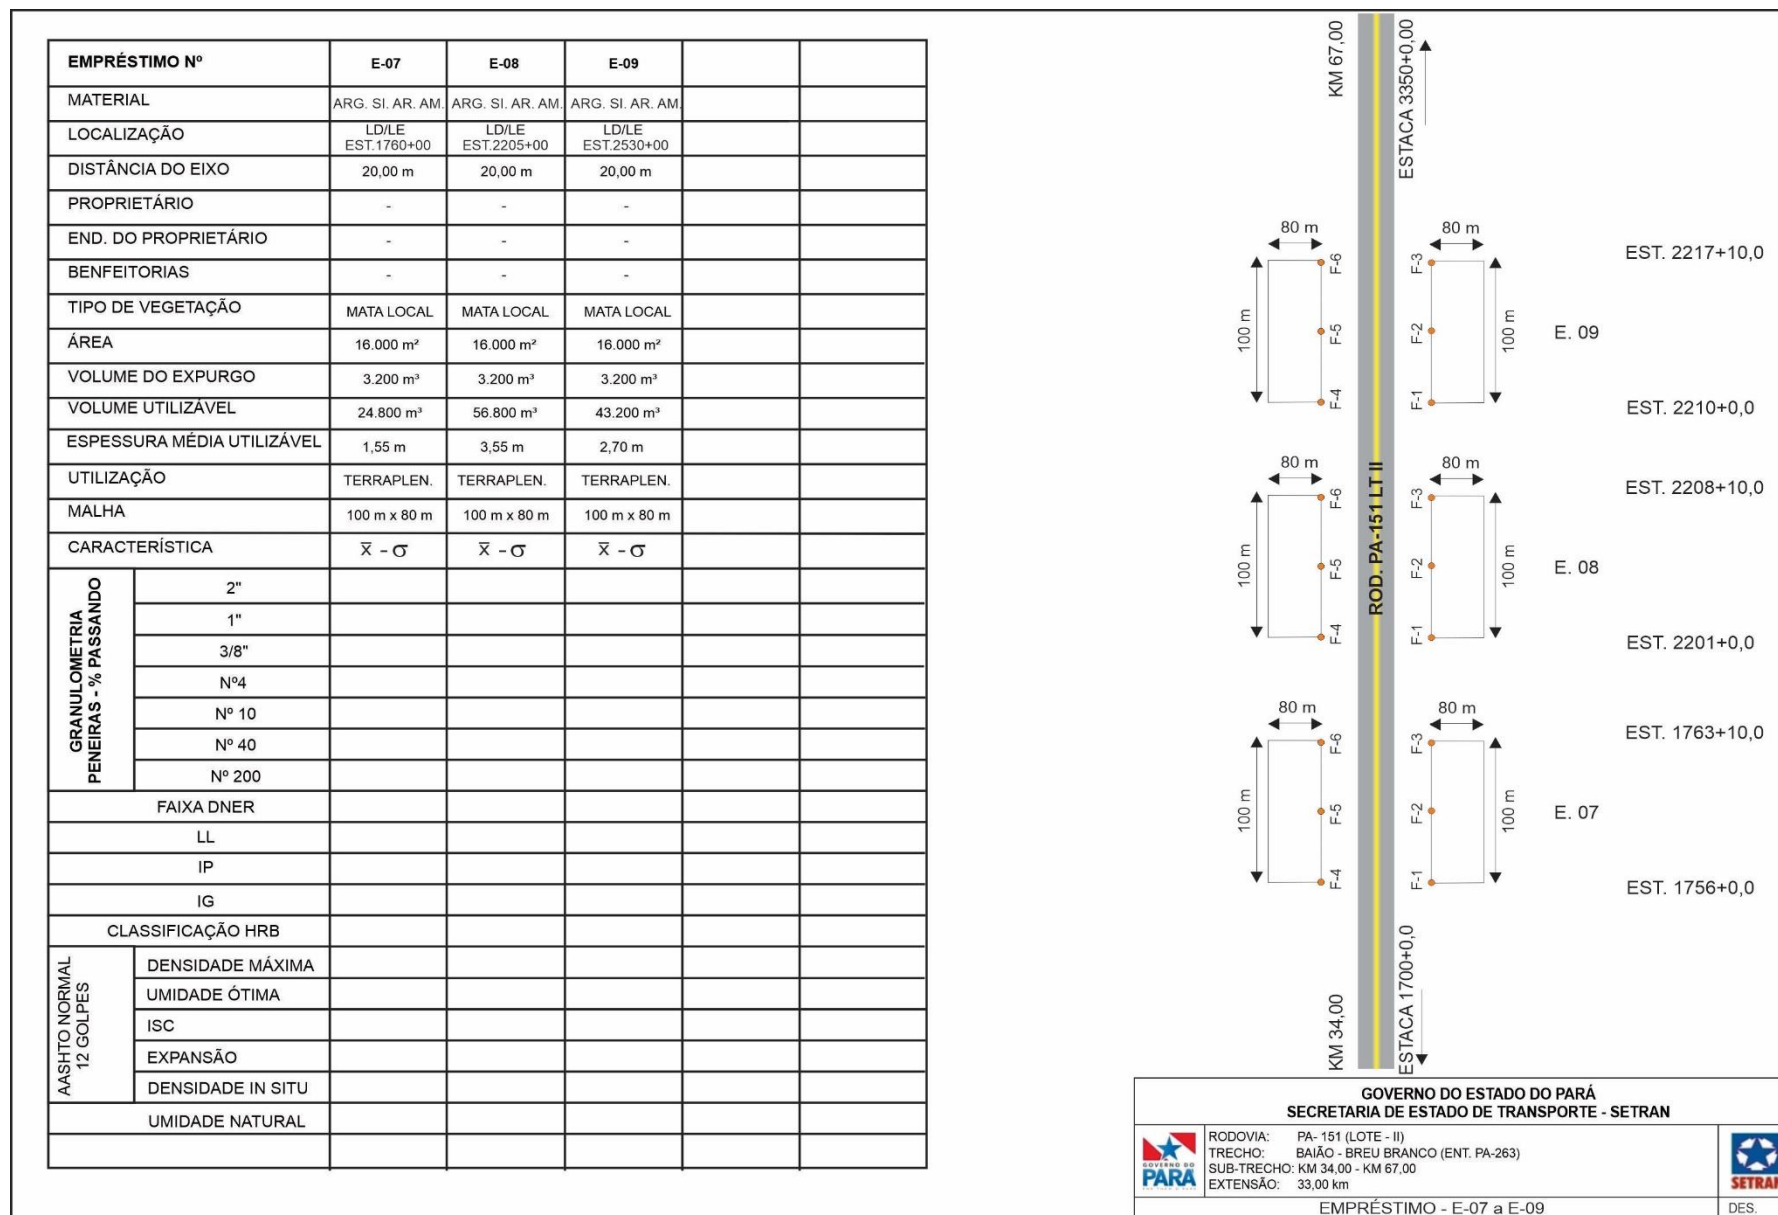 EMPRÉSTIMO Nº E-07 E-08 E-09
MATERIAL ARG. SI. AR. AM. ARG. SI. AR. AM. ARG. SI. AR. AM.
LOCALIZAÇÃO LD/LE EST.1760+00 LD/LE EST.2205+00 LD/LE EST.2530+00
DISTÂNCIA DO EIXO 20,00 m 20,00 m 20,00 m
PROPRIETÁRIO - - -
END. DO PROPRIETÁRIO - - -
BENFEITORIAS - - -
TIPO DE VEGETAÇÃO MATA LOCAL MATA LOCAL MATA LOCAL
ÁREA 16.000 m² 16.000 m² 16.000 m²
VOLUME DO EXPURGO 3.200 m³ 3.200 m³ 3.200 m³
VOLUME UTILIZÁVEL 24.800 m³ 56.800 m³ 43.200 m³
ESPESSURA MÉDIA UTILIZÁVEL 1,55 m 3,55 m 2,70 m
UTILIZAÇÃO TERRAPLEN. TERRAPLEN. TERRAPLEN.
MALHA 100 m x 80 m 100 m x 80 m 100 m x 80 m
CARACTERÍSTICA x̄ - σ x̄ - σ x̄ - σ
GRANULOMETRIA
PENEIRAS - % PASSANDO
2"
1"
3/8"
Nº4
Nº 10
Nº 40
Nº 200
FAIXA DNER
LL
IP
IG
CLASSIFICAÇÃO HRB
AASHTO NORMAL
12 GOLPES
DENSIDADE MÁXIMA
UMIDADE ÓTIMA
ISC
EXPANSÃO
DENSIDADE IN SITU
UMIDADE NATURAL
KM 67,00
ESTACA 3350+0,00
80 m 80 m
EST. 2217+10,0
F-6 F-3
100 m F-5 F-2 100 m E. 09
F-4 F-1
EST. 2210+0,0
80 m 80 m
EST. 2208+10,0
F-6 F-3
ROD. PA-151 LT II
100 m F-5 F-2 100 m E. 08
F-4 F-1
EST. 2201+0,0
80 m 80 m
EST. 1763+10,0
F-6 F-3
100 m F-5 F-2 100 m E. 07
F-4 F-1
EST. 1756+0,0
KM 34,00
ESTACA 1700+0,0
GOVERNO DO ESTADO DO PARÁ
SECRETARIA DE ESTADO DE TRANSPORTE - SETRAN
GOVERNO DO
PARÁ
RODOVIA: PA- 151 (LOTE - II)
TRECHO: BAIÃO - BREU BRANCO (ENT. PA-263)
SUB-TRECHO: KM 34,00 - KM 67,00
EXTENSÃO: 33,00 km
SETRAN
EMPRÉSTIMO - E-07 a E-09
DES.